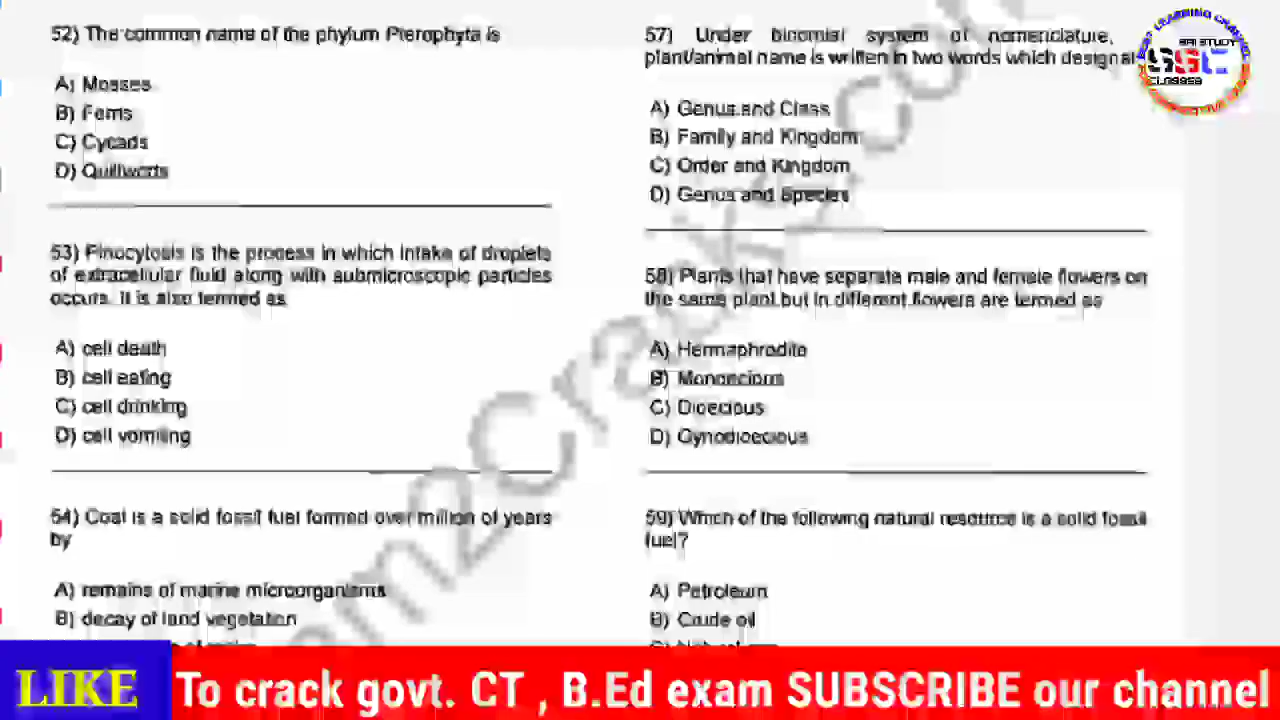 52) The common name of the phylum Pterophyta is
A) Mosses
B) Ferns
C) Cycads
D) Quillworts
53) Pinocytosis is the process in which intake of droplets
of extracellular fluid along with submicroscopic particles
occurs. It is also termed as
A) cell death
B) cell eating
C) cell drinking
D) cell vomiting
54) Coal is a solid fossil fuel formed over million of years
by
A) remains of marine microorganisms
B) decay of land vegetation
57) Under binomial system of nomenclature,
plant/animal name is written in two words which designat
A) Genus and Class
B) Family and Kingdom
C) Order and Kingdom
D) Genus and Species
58) Plants that have separate male and female flowers on
the same plant but in different flowers are termed as
A) Hermaphrodite
B) Monoecious
C) Dioecious
D) Gynodioecious
59) Which of the following natural resource is a solid fossil
fuel?
A) Petroleum
B) Crude oil
SRI STUDY
SSC
CLASSES
LIKE
To crack govt. CT , B.Ed exam SUBSCRIBE our channel